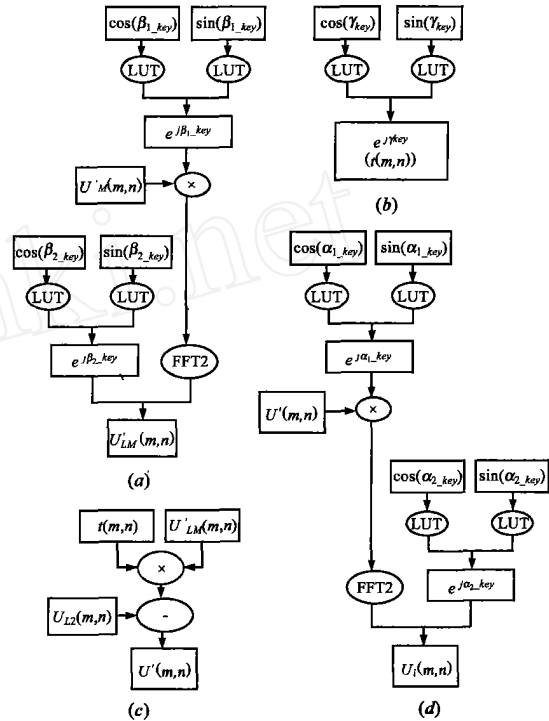 cos(β1_key)
sin(β1_key)
LUT
LUT
e^jβ1_key
U'M(m,n)
×
cos(β2_key)
sin(β2_key)
LUT
LUT
e^jβ2_key
FFT2
U'LM(m,n)
(a)
cos(γkey)
sin(γkey)
LUT
LUT
e^jγkey
(t(m,n))
(b)
t(m,n)
U'LM(m,n)
×
UL2(m,n)
-
U'(m,n)
(c)
cos(α1_key)
sin(α1_key)
LUT
LUT
e^jα1_key
U'(m,n)
×
cos(α2_key)
sin(α2_key)
LUT
LUT
FFT2
e^jα2_key
Ui(m,n)
(d)